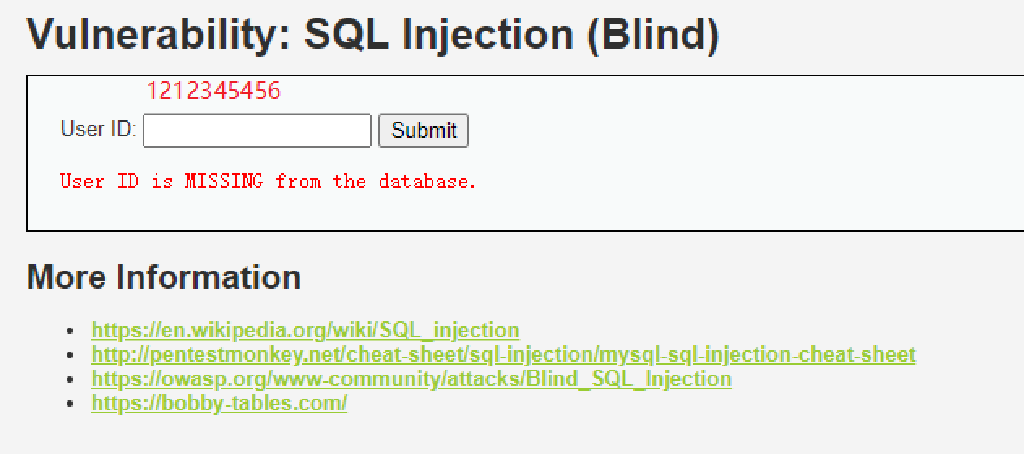 Vulnerability: SQL Injection (Blind)
1212345456
User ID:
Submit
User ID is MISSING from the database.
More Information
https://en.wikipedia.org/wiki/SQL_injection
http://pentestmonkey.net/cheat-sheet/sql-injection/mysql-sql-injection-cheat-sheet
https://owasp.org/www-community/attacks/Blind_SQL_Injection
https://bobby-tables.com/